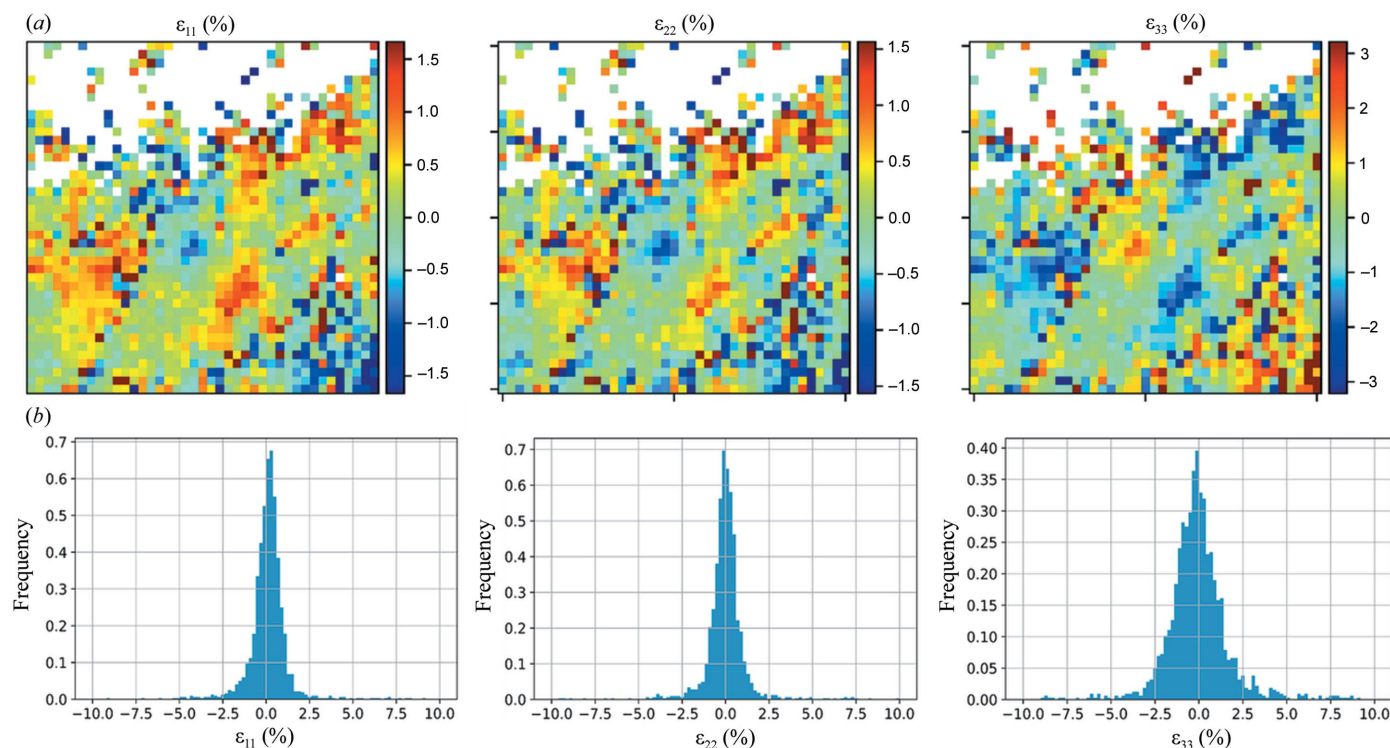 (a) ε11 (%) ε22 (%) ε33 (%)
1.5 1.5 3
1.0 1.0 2
0.5 0.5 1
0.0 0.0 0
−0.5 −0.5 −1
−1.0 −1.0 −2
−1.5 −1.5 −3
(b)
Frequency
0.7
0.6
0.5
0.4
0.3
0.2
0.1
0.0
−10.0 −7.5 −5.0 −2.5 0.0 2.5 5.0 7.5 10.0
ε11 (%)
Frequency
0.7
0.6
0.5
0.4
0.3
0.2
0.1
0.0
−10.0 −7.5 −5.0 −2.5 0.0 2.5 5.0 7.5 10.0
ε22 (%)
Frequency
0.40
0.35
0.30
0.25
0.20
0.15
0.10
0.05
0.00
−10.0 −7.5 −5.0 −2.5 0.0 2.5 5.0 7.5 10.0
ε33 (%)